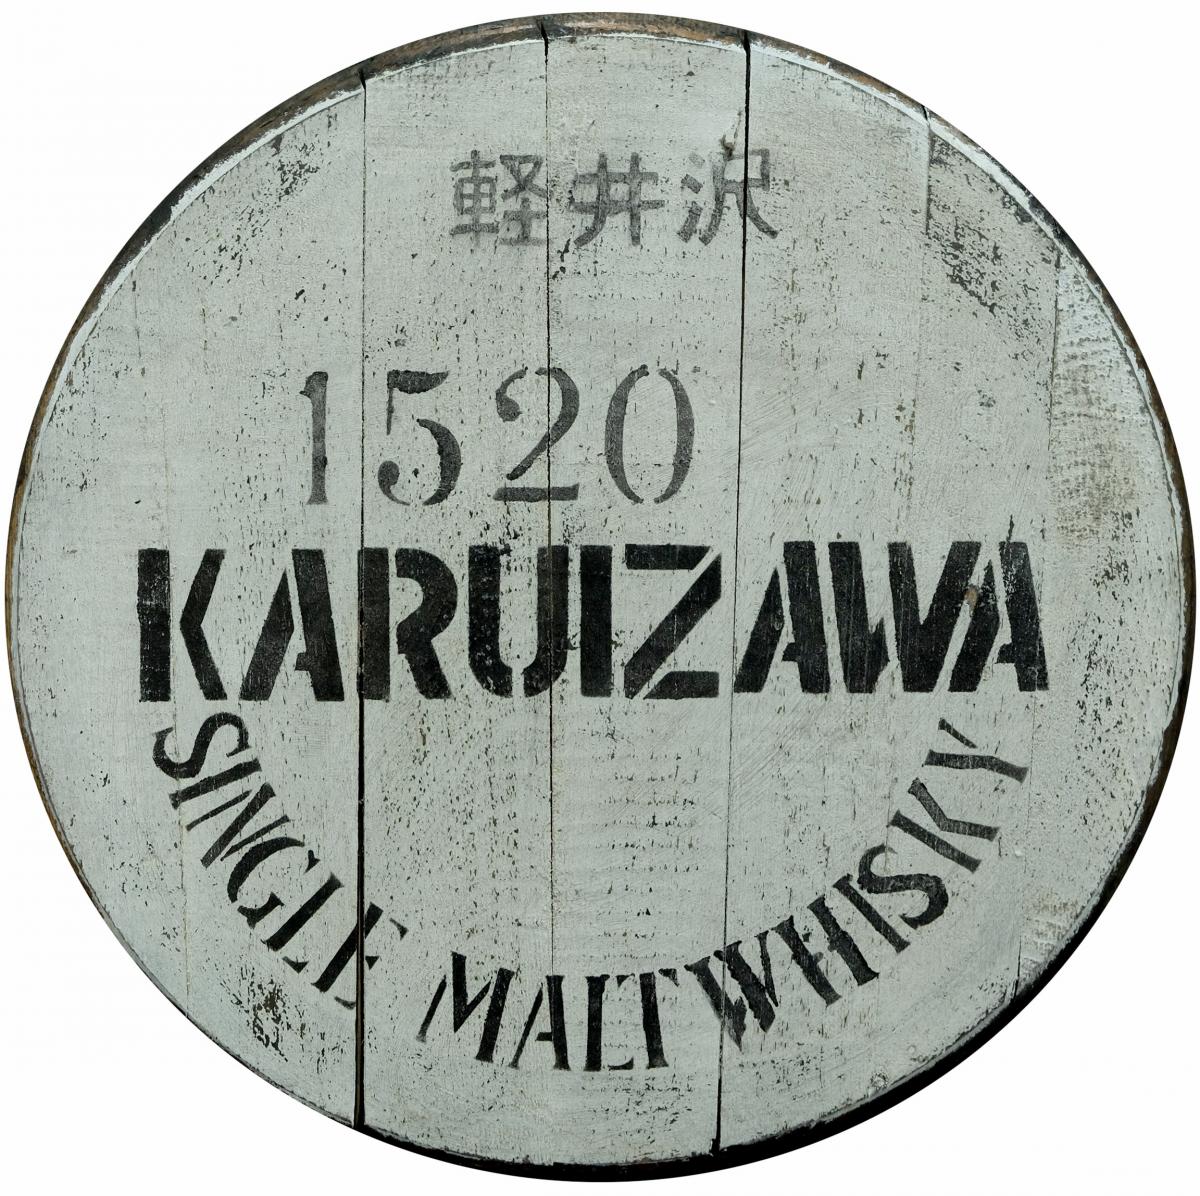 軽井沢
1520
KARUIZAWA
SINGLE MALT WHISKY